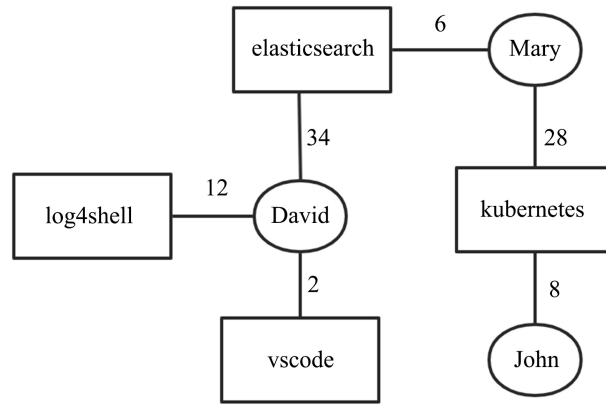 6
elasticsearch
Mary
34
28
12
log4shell
David
kubernetes
2
8
vscode
John